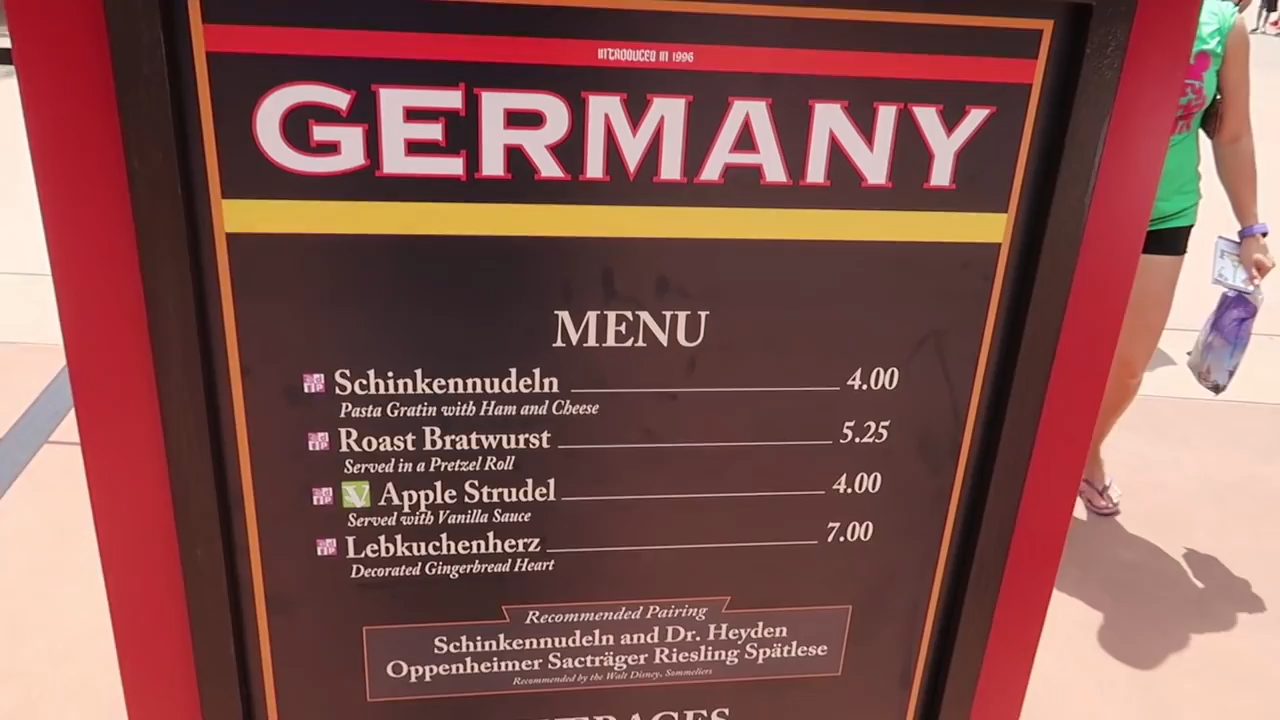 INTRODUCED IN 1996
GERMANY
MENU
Schinkennudeln 4.00
Pasta Gratin with Ham and Cheese
Roast Bratwurst 5.25
Served in a Pretzel Roll
V Apple Strudel 4.00
Served with Vanilla Sauce
Lebkuchenherz 7.00
Decorated Gingerbread Heart
Recommended Pairing
Schinkennudeln and Dr. Heyden
Oppenheimer Sacträger Riesling Spätlese
Recommended by the Walt Disney, Sommeliers